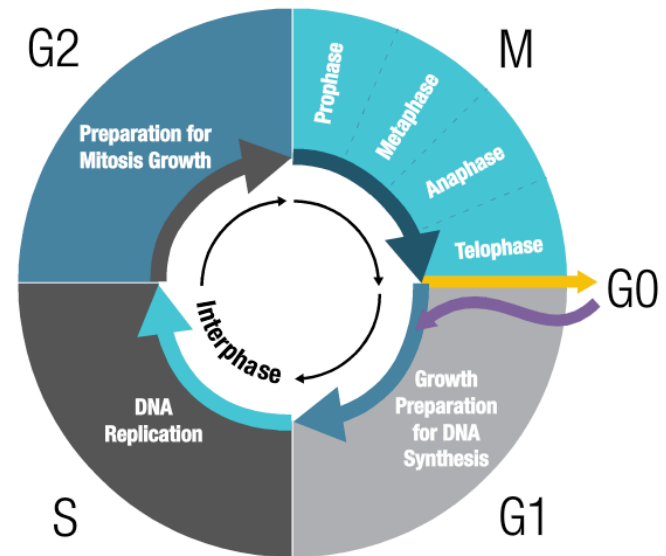 G2
M
Preparation for
Mitosis Growth
Prophase
Metaphase
Anaphase
Telophase
G0
Interphase
DNA
Replication
Growth
Preparation
for DNA
Synthesis
S
G1